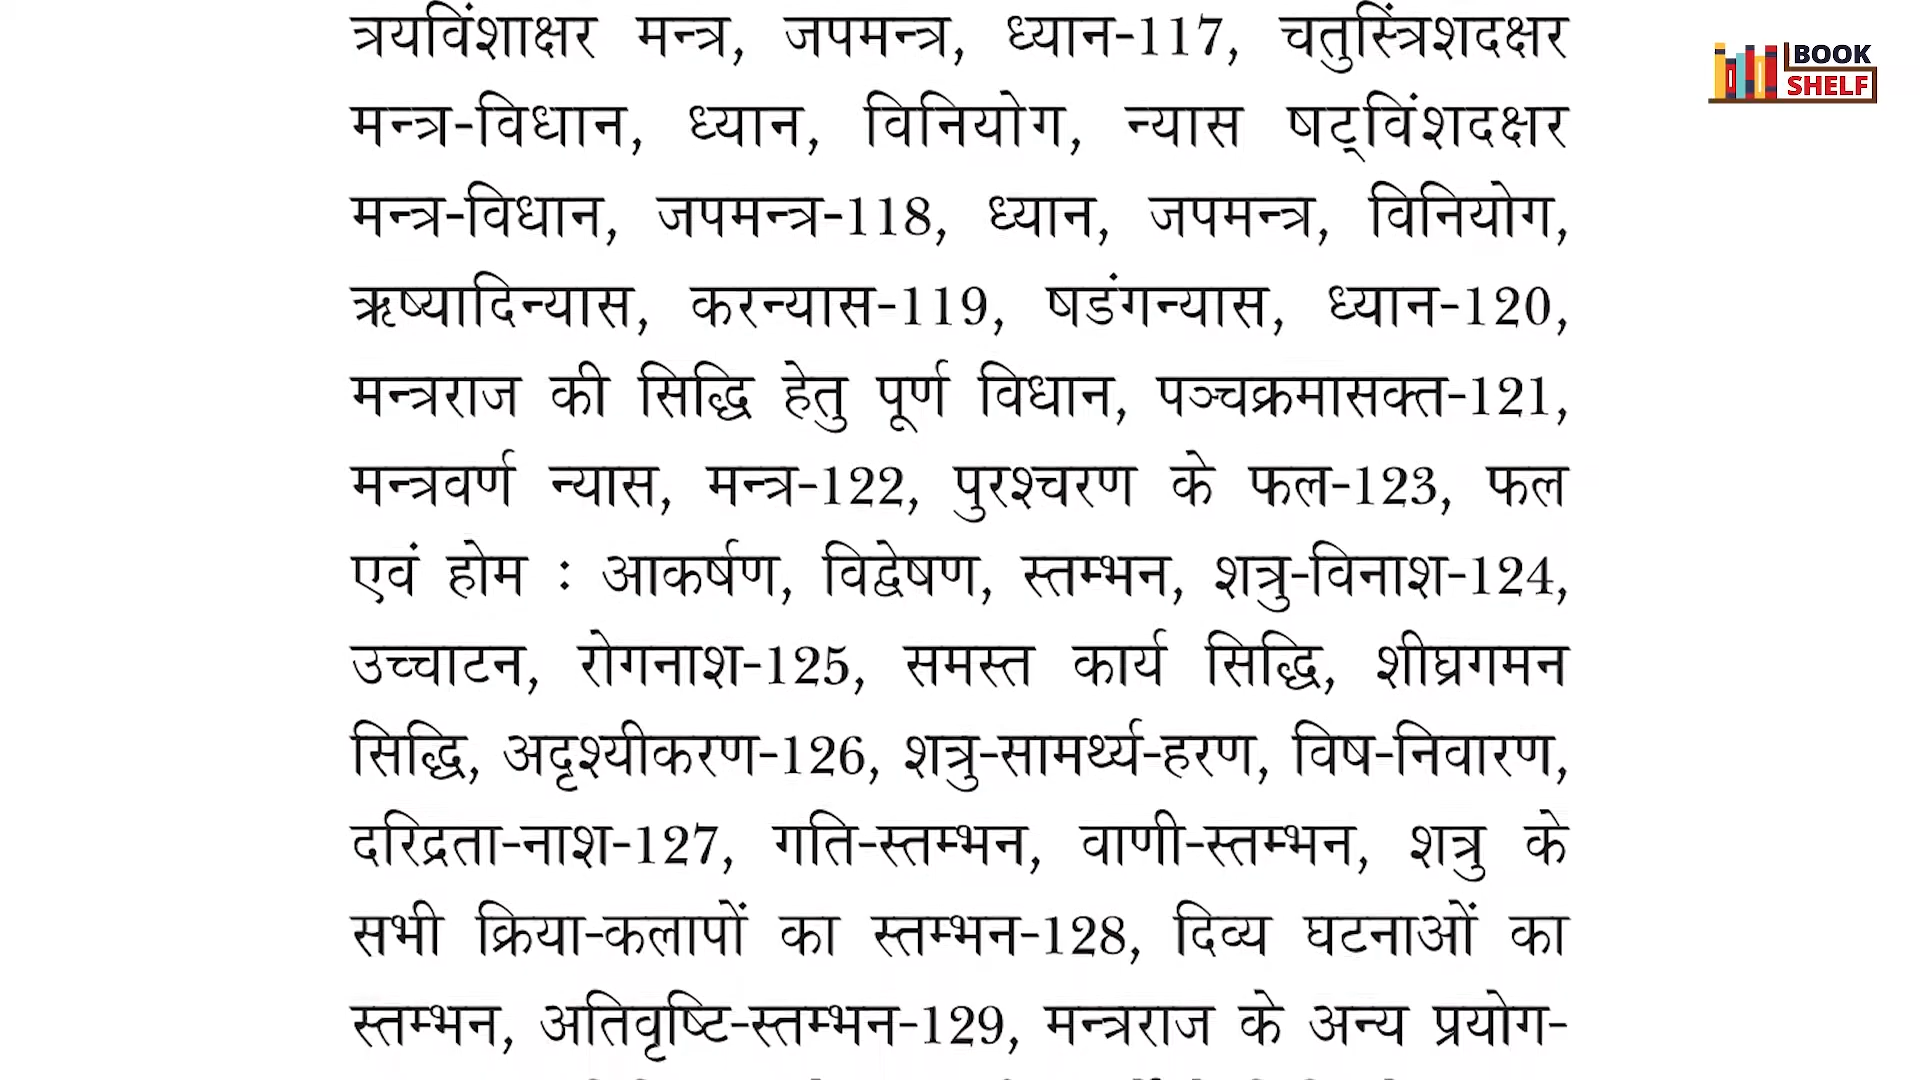 त्रयविंशाक्षर मन्त्र, जपमन्त्र, ध्यान-117, चतुस्त्रिंशदक्षर
मन्त्र-विधान, ध्यान, विनियोग, न्यास षट्विंशदक्षर
मन्त्र-विधान, जपमन्त्र-118, ध्यान, जपमन्त्र, विनियोग,
ऋष्यादिन्यास, करन्यास-119, षडंगन्यास, ध्यान-120,
मन्त्रराज की सिद्धि हेतु पूर्ण विधान, पञ्चक्रमासक्त-121,
मन्त्रवर्ण न्यास, मन्त्र-122, पुरश्चरण के फल-123, फल
एवं होम : आकर्षण, विद्वेषण, स्तम्भन, शत्रु-विनाश-124,
उच्चाटन, रोगनाश-125, समस्त कार्य सिद्धि, शीघ्रगमन
सिद्धि, अदृश्यीकरण-126, शत्रु-सामर्थ्य-हरण, विष-निवारण,
दरिद्रता-नाश-127, गति-स्तम्भन, वाणी-स्तम्भन, शत्रु के
सभी क्रिया-कलापों का स्तम्भन-128, दिव्य घटनाओं का
स्तम्भन, अतिवृष्टि-स्तम्भन-129, मन्त्रराज के अन्य प्रयोग-
BOOK
SHELF